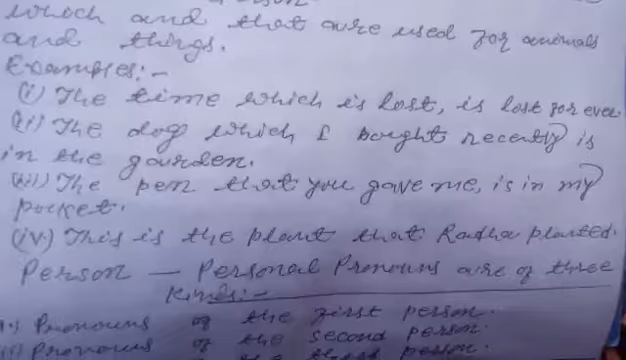 which and that are used for animals
and things.
Examples:-
(i) The time which is lost, is lost for ever.
(ii) The dog which I bought recently is
in the garden.
(iii) The pen that you gave me, is in my
pocket.
(iv) This is the plant that Radha planted.
Person — Personal Pronouns are of three
kinds:-
(i) Pronouns of the first person.
(ii) Pronouns of the second person.
the third person.